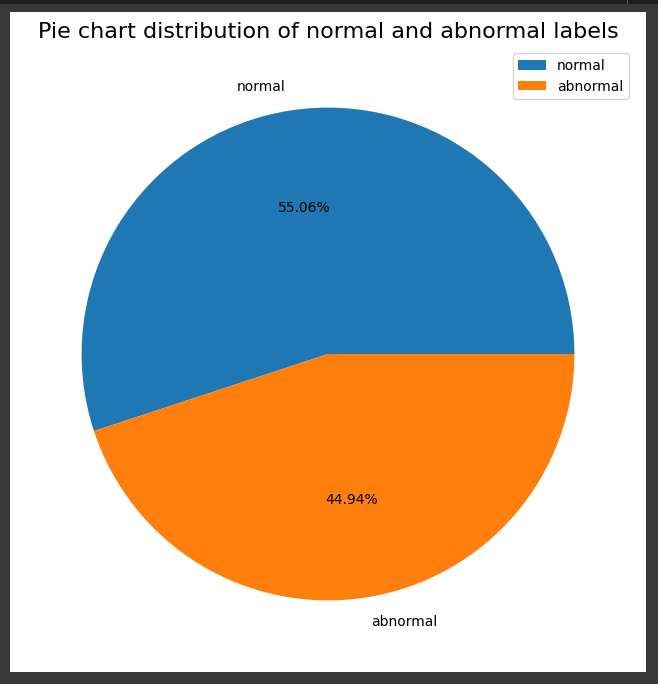 Pie chart distribution of normal and abnormal labels
normal
abnormal
normal
55.06%
44.94%
abnormal